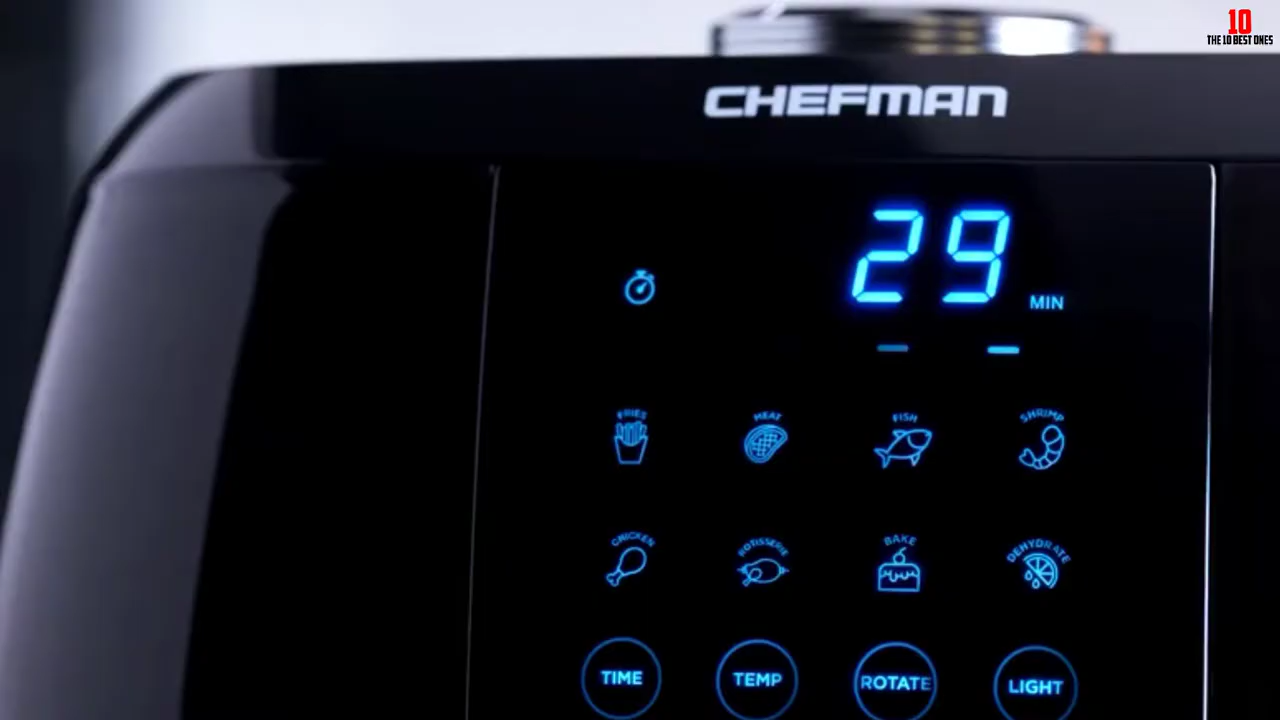 10
THE 10 BEST ONES
CHEFMAN
29
MIN
FRIES MEAT FISH SHRIMP
CHICKEN ROTISSERIE BAKE DEHYDRATE
TIME TEMP ROTATE LIGHT